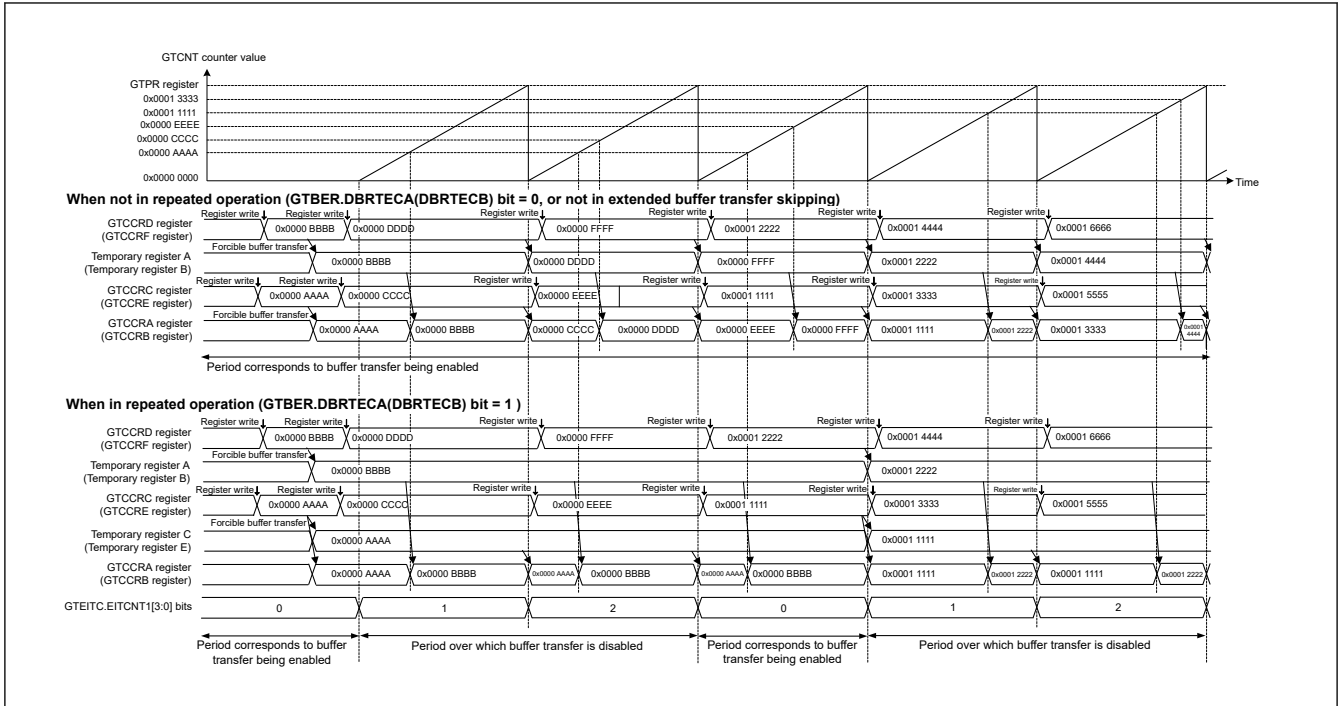 GTCNT counter value
GTPR register
0x0001 3333
0x0001 1111
0x0000 EEEE
0x0000 CCCC
0x0000 AAAA
0x0000 0000
Time
When not in repeated operation (GTBER.DBRTECA(DBRTECB) bit = 0, or not in extended buffer transfer skipping)
Register write Register write Register write Register write Register write Register write
GTCCRD register
(GTCCRF register)
0x0000 BBBB 0x0000 DDDD 0x0000 FFFF 0x0001 2222 0x0001 4444 0x0001 6666
Forcible buffer transfer
Temporary register A
(Temporary register B)
0x0000 BBBB 0x0000 DDDD 0x0000 FFFF 0x0001 2222 0x0001 4444
Register write Register write Register write Register write Register write Register write
GTCCRC register
(GTCCRE register)
0x0000 AAAA 0x0000 CCCC 0x0000 EEEE 0x0001 1111 0x0001 3333 0x0001 5555
Forcible buffer transfer
GTCCRA register
(GTCCRB register)
0x0000 AAAA 0x0000 BBBB 0x0000 CCCC 0x0000 DDDD 0x0000 EEEE 0x0000 FFFF 0x0001 1111 0x0001 2222 0x0001 3333 0x0001 4444
Period corresponds to buffer transfer being enabled
When in repeated operation (GTBER.DBRTECA(DBRTECB) bit = 1 )
Register write Register write Register write Register write Register write Register write
GTCCRD register
(GTCCRF register)
0x0000 BBBB 0x0000 DDDD 0x0000 FFFF 0x0001 2222 0x0001 4444 0x0001 6666
Forcible buffer transfer
Temporary register A
(Temporary register B)
0x0000 BBBB 0x0001 2222
Register write Register write Register write Register write Register write Register write
GTCCRC register
(GTCCRE register)
0x0000 AAAA 0x0000 CCCC 0x0000 EEEE 0x0001 1111 0x0001 3333 0x0001 5555
Forcible buffer transfer
Temporary register C
(Temporary register E)
0x0000 AAAA 0x0001 1111
GTCCRA register
(GTCCRB register)
0x0000 AAAA 0x0000 BBBB 0x0000 AAAA 0x0000 BBBB 0x0000 AAAA 0x0000 BBBB 0x0001 1111 0x0001 2222 0x0001 1111 0x0001 2222
GTEITC.EITCNT1[3:0] bits 0 1 2 0 1 2
Period corresponds to buffer
transfer being enabled
Period over which buffer transfer is disabled
Period corresponds to buffer
transfer being enabled
Period over which buffer transfer is disabled